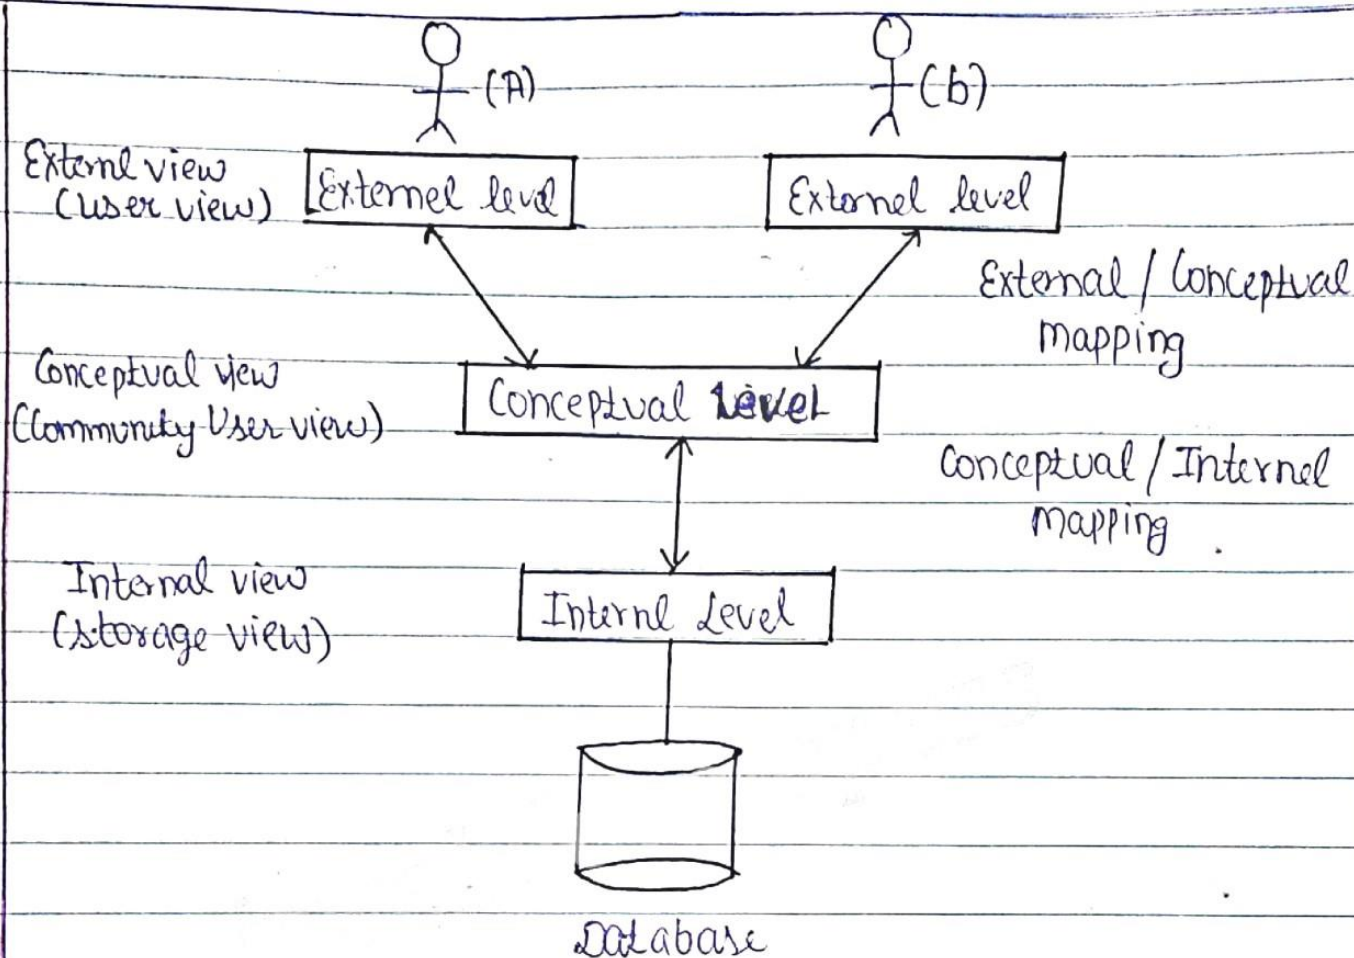 (A)
(b)
Externl view
(user view)
Externel level
Externel level
External / Conceptual
mapping
Conceptual view
(Community User view)
Conceptual Level
Conceptual / Internel
mapping
Internal view
(storage view)
Internl Level
Database